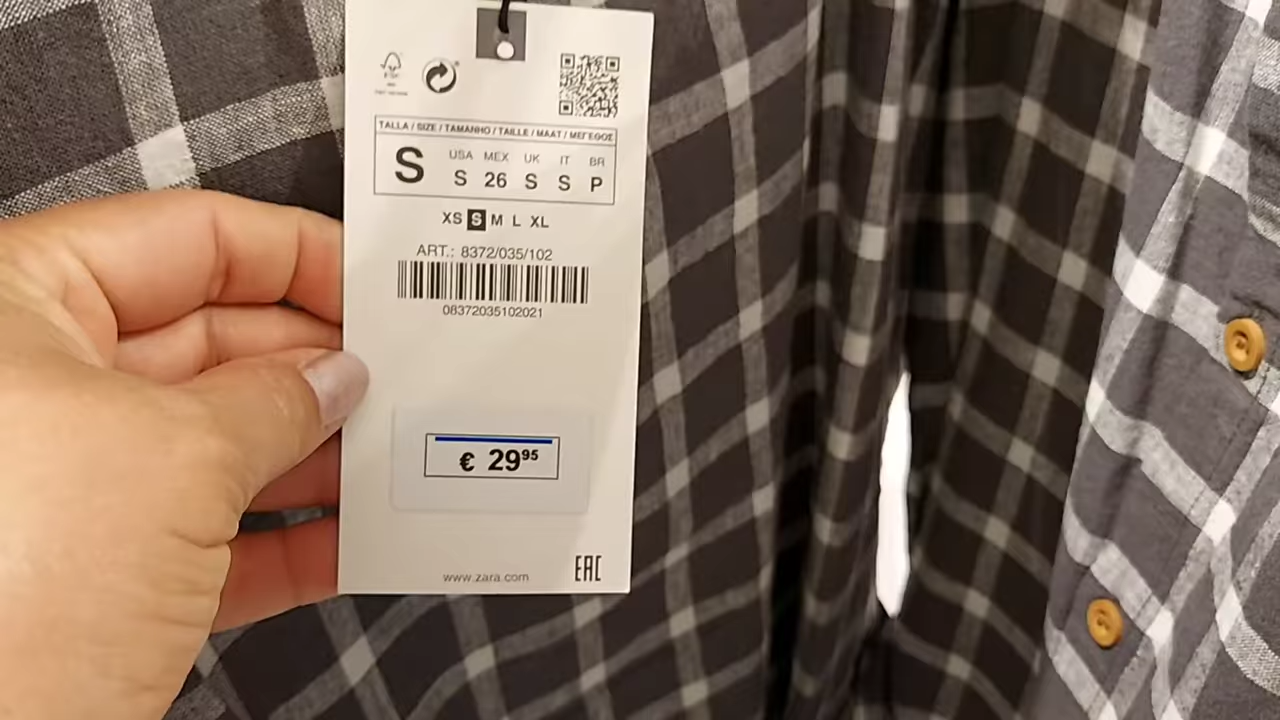 TALLA / SIZE / TAMANHO / TAILLE / MAAT / ΜΕΓΕΘΟΣ
S
USA MEX UK IT BR
S 26 S S P
XS S M L XL
ART.: 8372/035/102
08372035102021
€ 29⁹⁵
www.zara.com
EAC